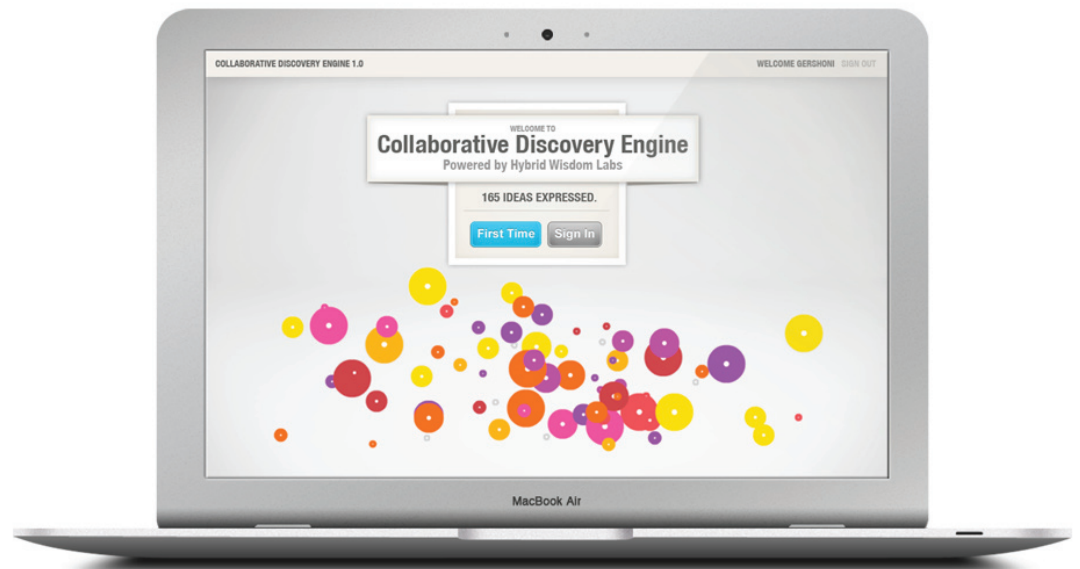 COLLABORATIVE DISCOVERY ENGINE 1.0
WELCOME GERSHONI SIGN OUT
WELCOME TO
Collaborative Discovery Engine
Powered by Hybrid Wisdom Labs
165 IDEAS EXPRESSED.
First Time
Sign In
MacBook Air